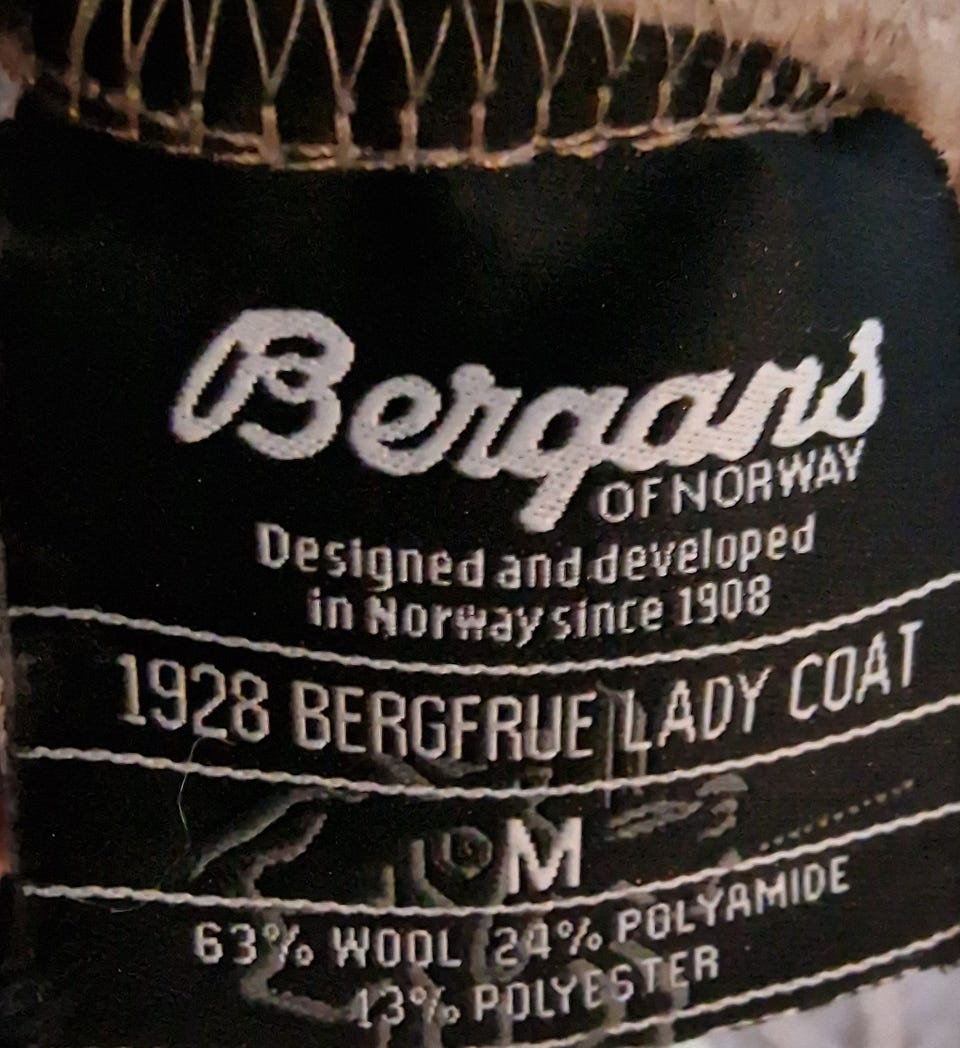 Bergans
OF NORWAY
Designed and developed
in Norway since 1908
1928 BERGFRUE LADY COAT
M
63% WOOL 24% POLYAMIDE
13% POLYESTER